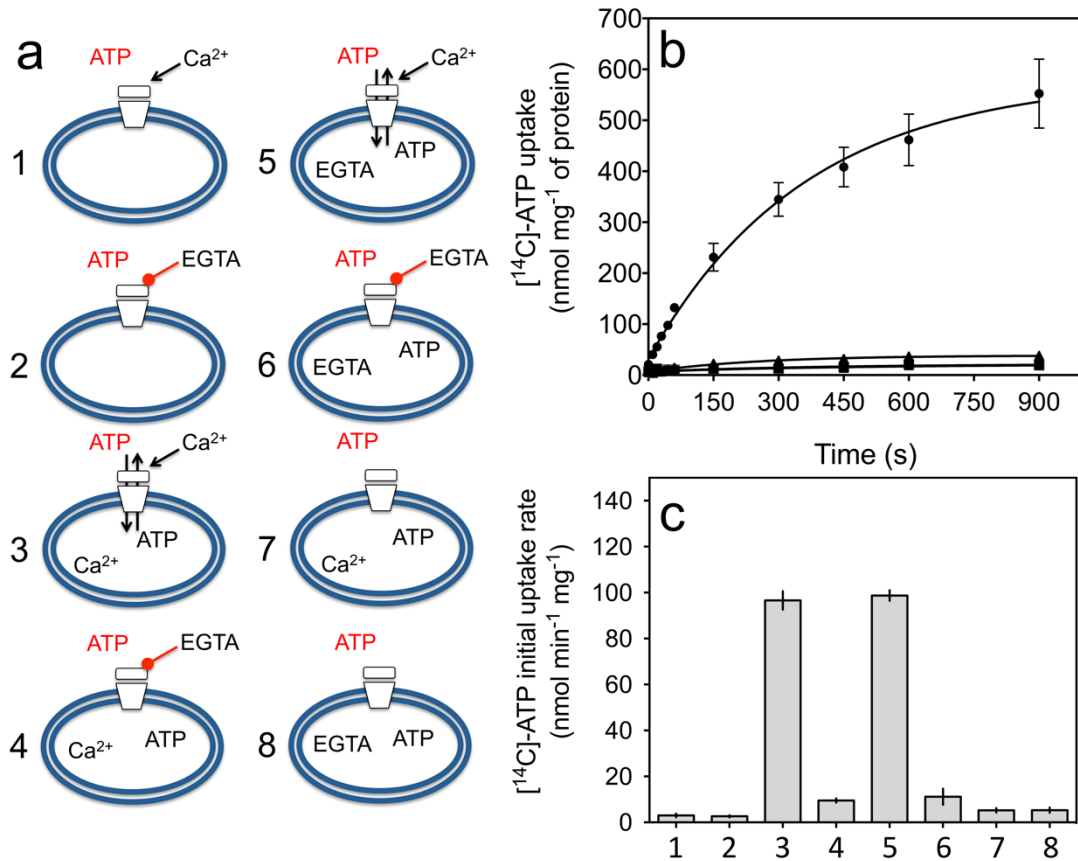 a
1
ATP
Ca²⁺
2
ATP
EGTA
3
ATP
Ca²⁺
Ca²⁺
ATP
4
ATP
EGTA
Ca²⁺
ATP
5
ATP
Ca²⁺
EGTA
ATP
6
ATP
EGTA
EGTA
ATP
7
ATP
Ca²⁺
ATP
8
ATP
EGTA
ATP
b
[¹⁴C]-ATP uptake
(nmol mg⁻¹ of protein)
700
600
500
400
300
200
100
0
0 150 300 450 600 750 900
Time (s)
c
[¹⁴C]-ATP initial uptake rate
(nmol min⁻¹ mg⁻¹)
140
120
100
80
60
40
20
0
1 2 3 4 5 6 7 8